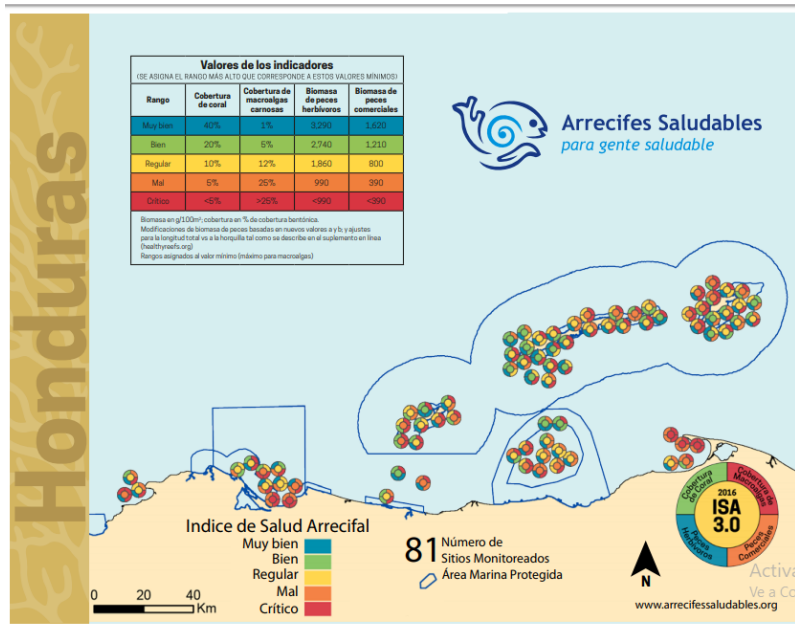 Honduras
Valores de los indicadores
(SE ASIGNA EL RANGO MÁS ALTO QUE CORRESPONDE A ESTOS VALORES MÍNIMOS)
Rango Cobertura de coral Cobertura de macroalgas carnosas Biomasa de peces herbívoros Biomasa de peces comerciales
Muy bien 40% 1% 3,290 1,620
Bien 20% 5% 2,740 1,210
Regular 10% 12% 1,860 800
Mal 5% 25% 990 390
Crítico <5% >25% <990 <390
Biomasa en g/100m²; cobertura en % de cobertura bentónica.
Modificaciones de biomasa de peces basadas en nuevos valores a y b, y ajustes
para la longitud total vs a la horquilla tal como se describe en el suplemento en línea
(healthyreefs.org)
Rangos asignados al valor mínimo (máximo para macroalgas)
Arrecifes Saludables
para gente saludable
Indice de Salud Arrecifal
Muy bien
Bien
Regular
Mal
Crítico
0 20 40
Km
81 Número de
Sitios Monitoreados
Área Marina Protegida
N
Cobertura de Coral
Cobertura de Macroalgas
2016
ISA
3.0
Peces Herbívoros
Peces Comerciales
www.arrecifessaludables.org
Activa
Ve a Co